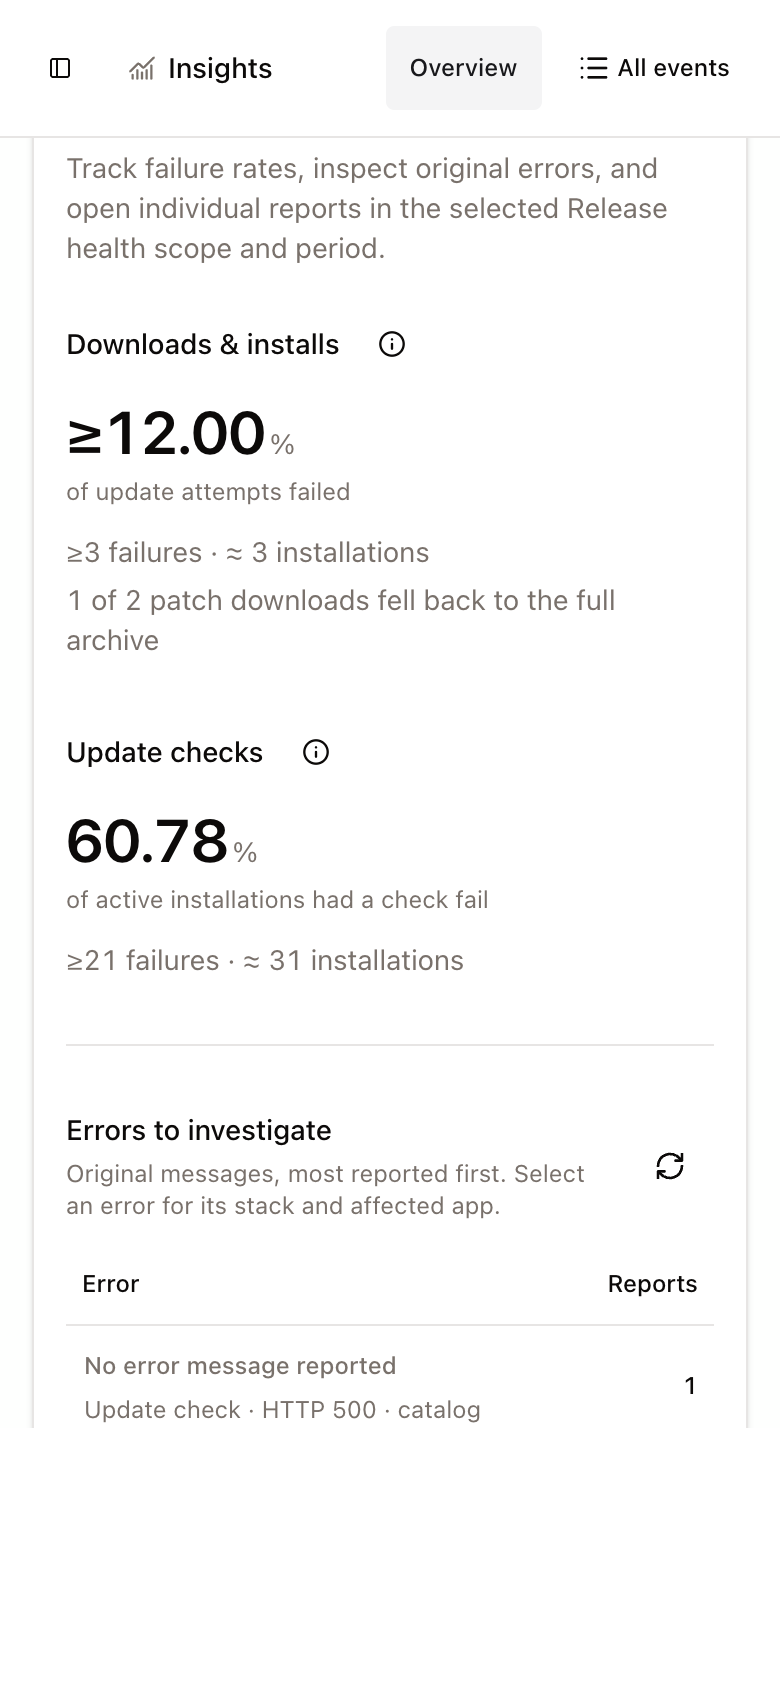 Insights
Overview
All events
Track failure rates, inspect original errors, and
open individual reports in the selected Release
health scope and period.
Downloads & installs
≥12.00%
of update attempts failed
≥3 failures · ≈ 3 installations
1 of 2 patch downloads fell back to the full
archive
Update checks
60.78%
of active installations had a check fail
≥21 failures · ≈ 31 installations
Errors to investigate
Original messages, most reported first. Select
an error for its stack and affected app.
Error
Reports
No error message reported
1
Update check · HTTP 500 · catalog